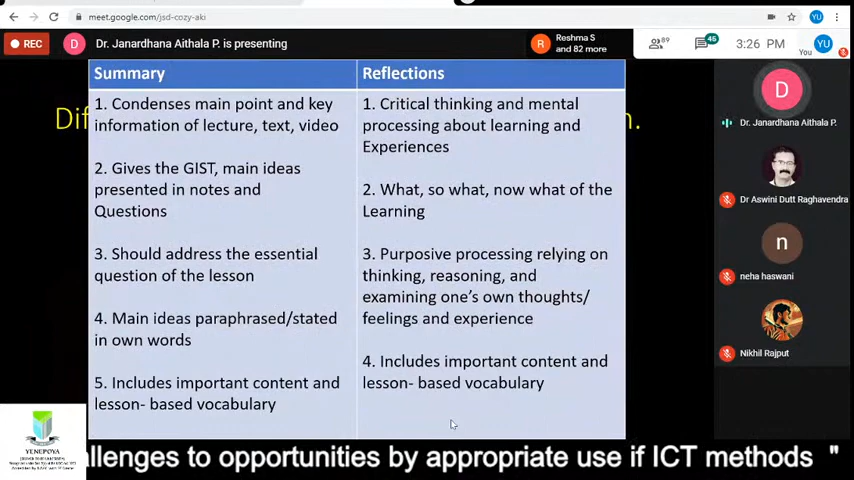 meet.google.com/jsd-cozy-aki
YU
REC
D
Dr. Janardhana Aithala P. is presenting
R
Reshma S
and 82 more
89
45
3:26 PM
You
YU
Summary
Reflections
Dif
n.
1. Condenses main point and key
information of lecture, text, video
2. Gives the GIST, main ideas
presented in notes and
Questions
3. Should address the essential
question of the lesson
4. Main ideas paraphrased/stated
in own words
5. Includes important content and
lesson- based vocabulary
1. Critical thinking and mental
processing about learning and
Experiences
2. What, so what, now what of the
Learning
3. Purposive processing relying on
thinking, reasoning, and
examining one's own thoughts/
feelings and experience
4. Includes important content and
lesson- based vocabulary
D
Dr. Janardhana Aithala P.
Dr Aswini Dutt Raghavendra
n
neha haswani
Nikhil Rajput
YENEPOYA
allenges to opportunities by appropriate use if ICT methods "